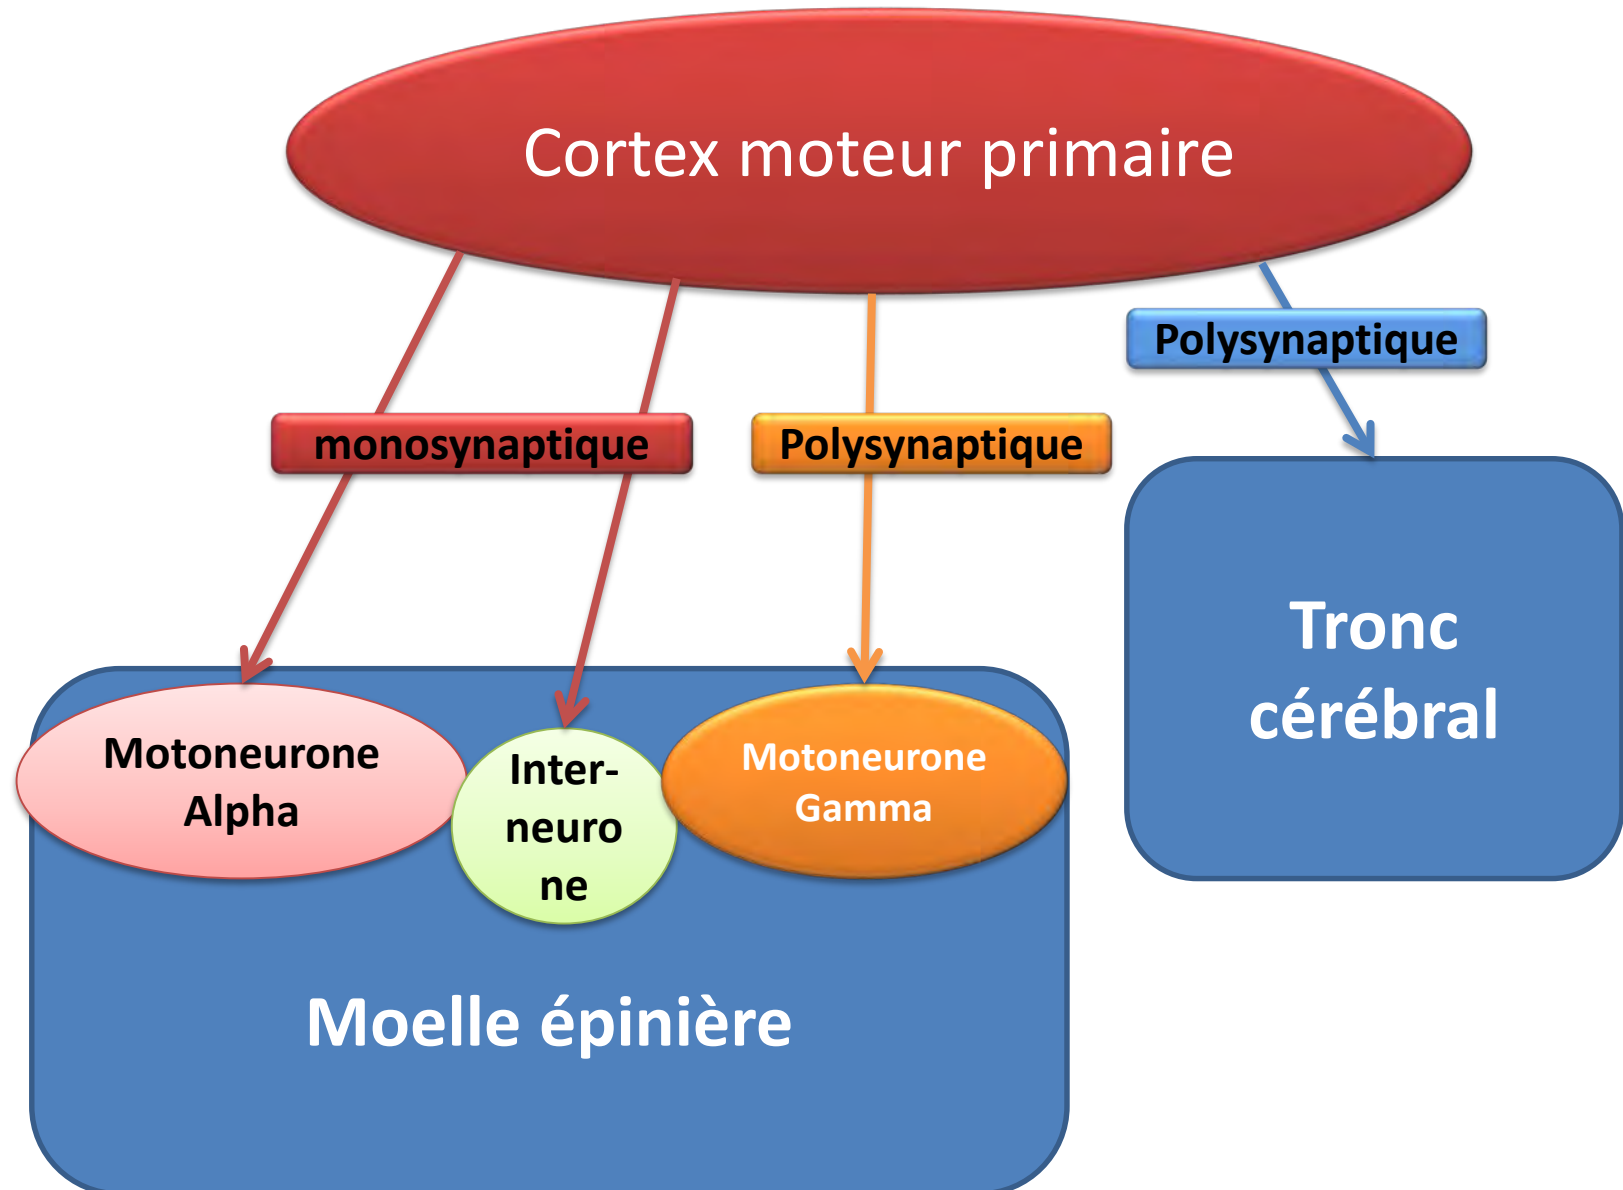 Cortex moteur primaire
Polysynaptique
monosynaptique
Polysynaptique
Motoneurone
Alpha
Inter-
neuro
ne
Motoneurone
Gamma
Tronc
cérébral
Moelle épinière